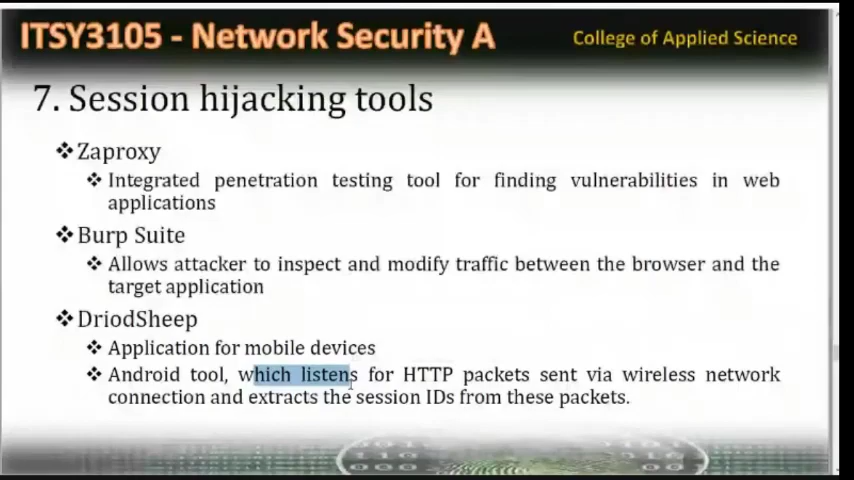 ITSY3105 - Network Security A
College of Applied Science
7. Session hijacking tools
❖Zaproxy
❖ Integrated penetration testing tool for finding vulnerabilities in web
applications
❖Burp Suite
❖ Allows attacker to inspect and modify traffic between the browser and the
target application
❖DriodSheep
❖ Application for mobile devices
❖ Android tool, which listens for HTTP packets sent via wireless network
connection and extracts the session IDs from these packets.